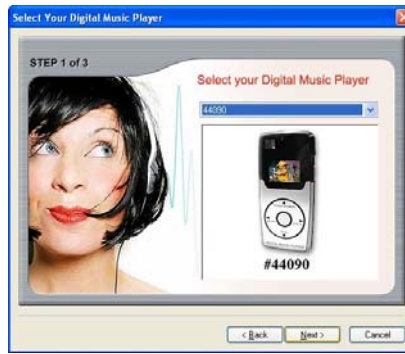 Select Your Digital Music Player
STEP 1 of 3
Select your Digital Music Player
44090
#44090
< Back
Next >
Cancel